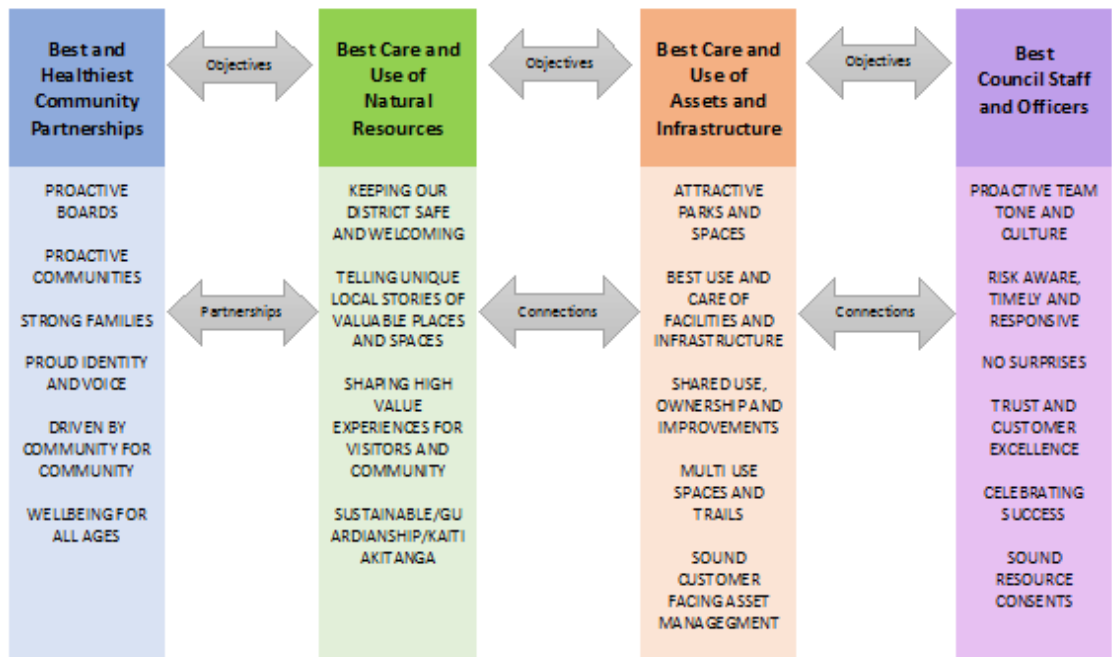 Best and
Healthiest
Community
Partnerships
Objectives
Best Care and
Use of
Natural
Resources
Objectives
Best Care and
Use of
Assets and
Infrastructure
Objectives
Best
Council Staff
and Officers
PROACTIVE
BOARDS
PROACTIVE
COMMUNITIES
STRONG FAMILIES
PROUD IDENTITY
AND VOICE
DRIVEN BY
COMMUNITY FOR
COMMUNITY
WELLBEING FOR
ALL AGES
Partnerships
KEEPING OUR
DISTRICT SAFE
AND WELCOMING
TELLING UNIQUE
LOCAL STORIES OF
VALUABLE PLACES
AND SPACES
SHAPING HIGH
VALUE
EXPERIENCES FOR
VISITORS AND
COMMUNITY
SUSTAINABLE/GU
ARDIANSHIP/KAITI
AKITANGA
Connections
ATTRACTIVE
PARKS AND
SPACES
BEST USE AND
CARE OF
FACILITIES AND
INFRASTRUCTURE
SHARED USE,
OWNERSHIP AND
IMPROVEMENTS
MULTI USE
SPACES AND
TRAILS
SOUND
CUSTOMER
FACING ASSET
MANAGEGMENT
Connections
PROACTIVE TEAM
TONE AND
CULTURE
RISK AWARE,
TIMELY AND
RESPONSIVE
NO SURPRISES
TRUST AND
CUSTOMER
EXCELLENCE
CELEBRATING
SUCCESS
SOUND
RESOURCE
CONSENTS